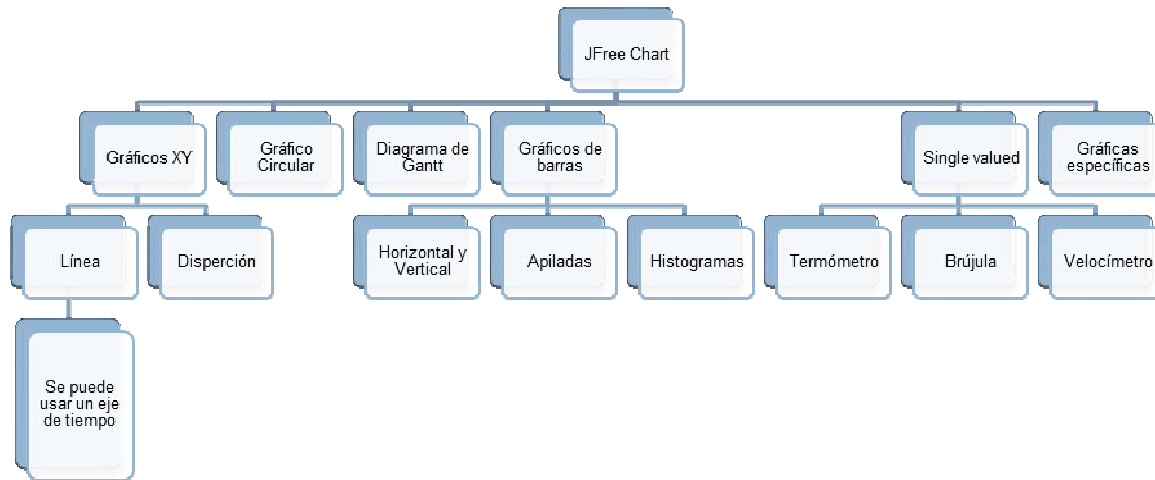 JFree Chart
Gráficos XY
Gráfico
Circular
Diagrama de
Gantt
Gráficos de
barras
Single valued
Gráficas
específicas
Línea
Disperción
Horizontal y
Vertical
Apiladas
Histogramas
Termómetro
Brújula
Velocímetro
Se puede
usar un eje
de tiempo